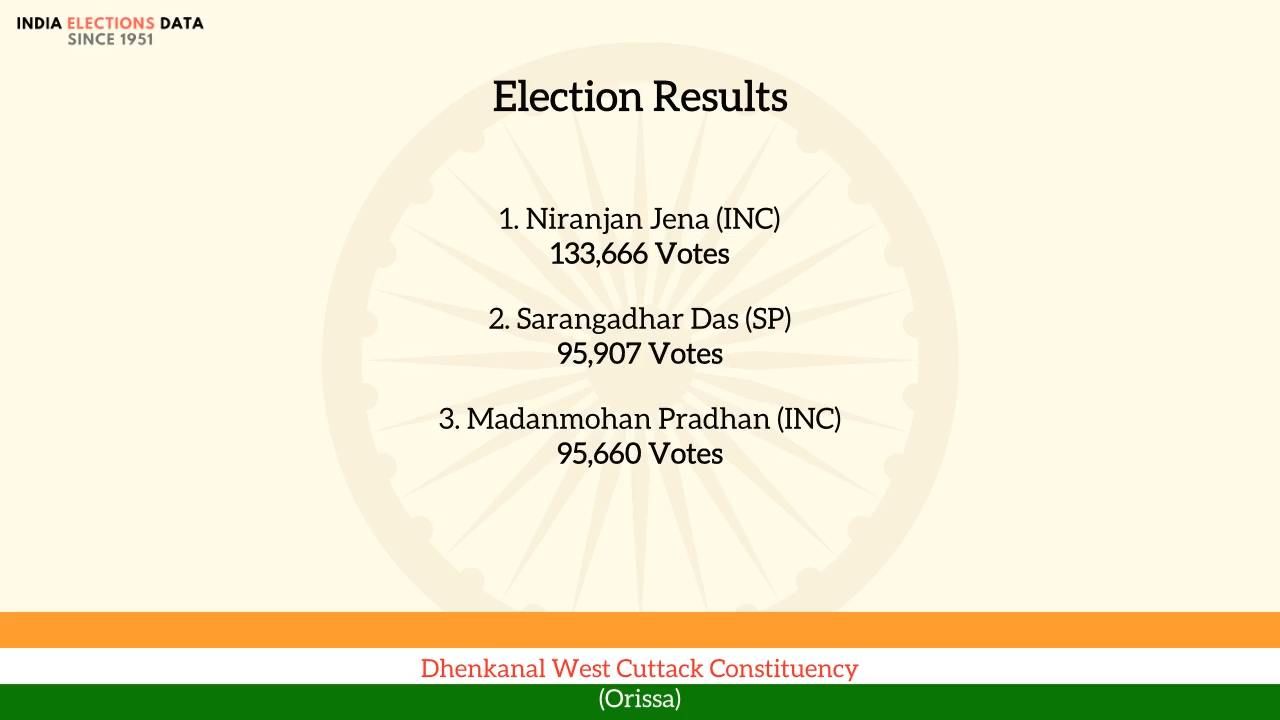 INDIA ELECTIONS DATA
SINCE 1951
Election Results
1. Niranjan Jena (INC)
133,666 Votes
2. Sarangadhar Das (SP)
95,907 Votes
3. Madanmohan Pradhan (INC)
95,660 Votes
Dhenkanal West Cuttack Constituency
(Orissa)